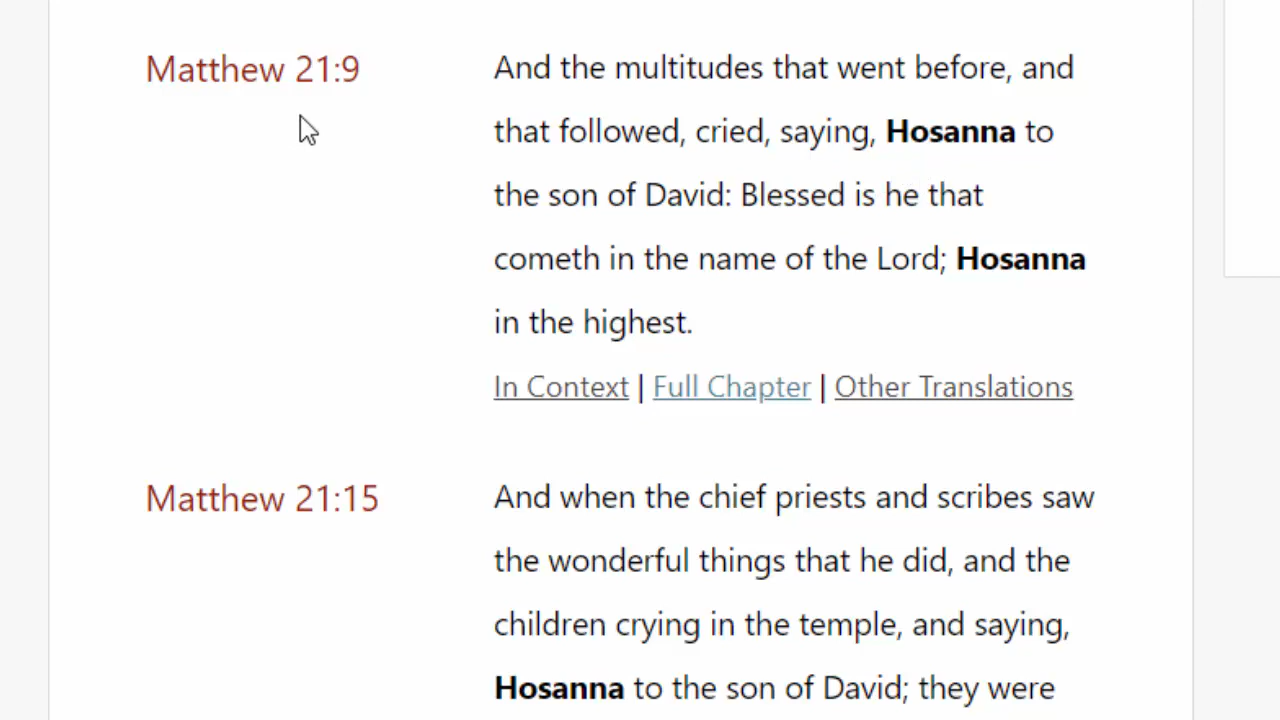 Matthew 21:9
And the multitudes that went before, and
that followed, cried, saying, Hosanna to
the son of David: Blessed is he that
cometh in the name of the Lord; Hosanna
in the highest.
In Context | Full Chapter | Other Translations
Matthew 21:15
And when the chief priests and scribes saw
the wonderful things that he did, and the
children crying in the temple, and saying,
Hosanna to the son of David; they were